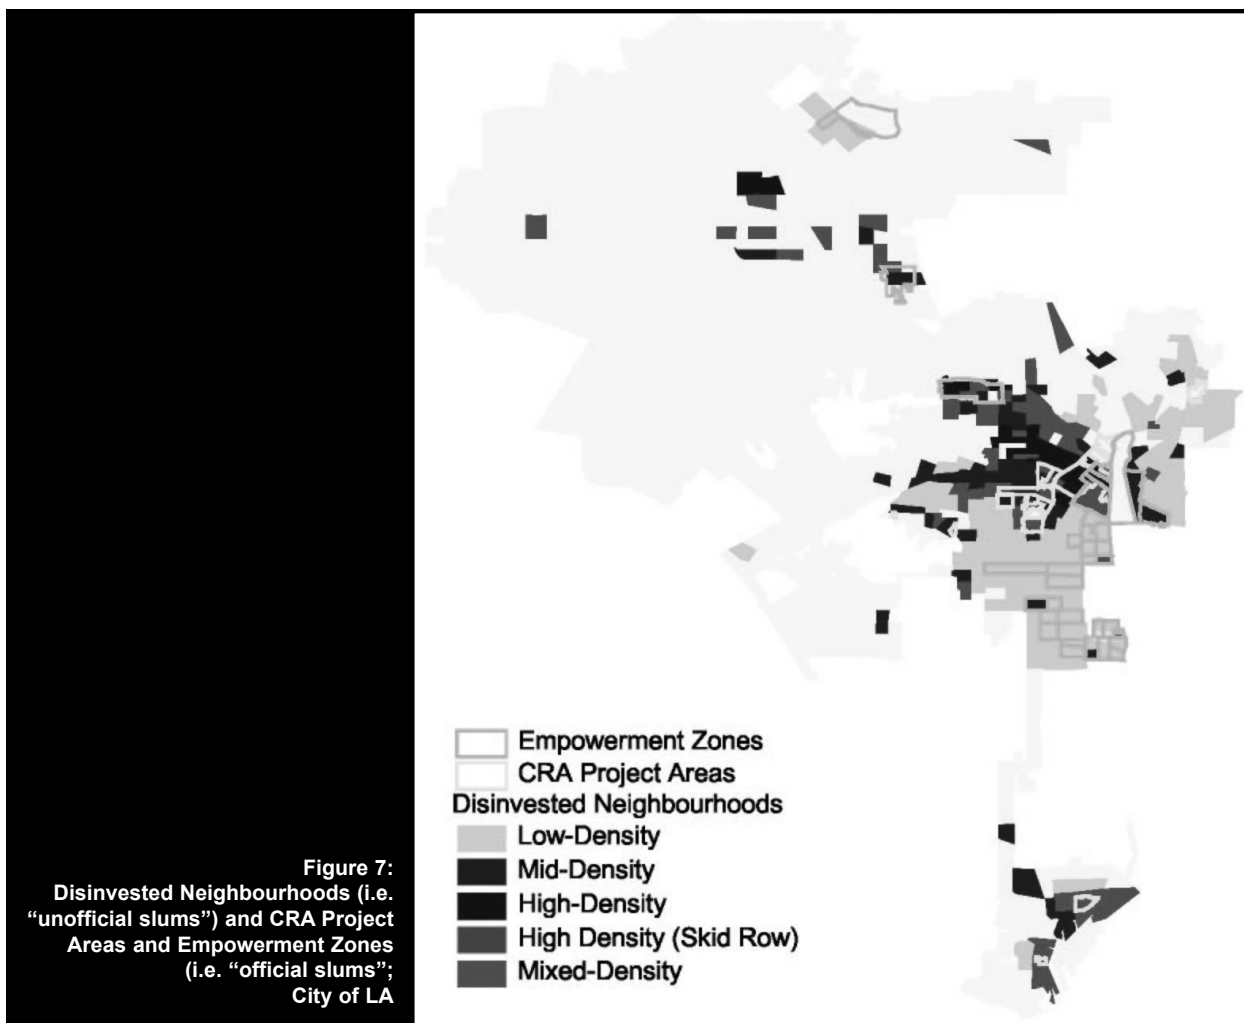 Empowerment Zones
CRA Project Areas
Disinvested Neighbourhoods
Low-Density
Mid-Density
High-Density
High Density (Skid Row)
Mixed-Density
Figure 7:
Disinvested Neighbourhoods (i.e.
“unofficial slums”) and CRA Project
Areas and Empowerment Zones
(i.e. “official slums”;
City of LA